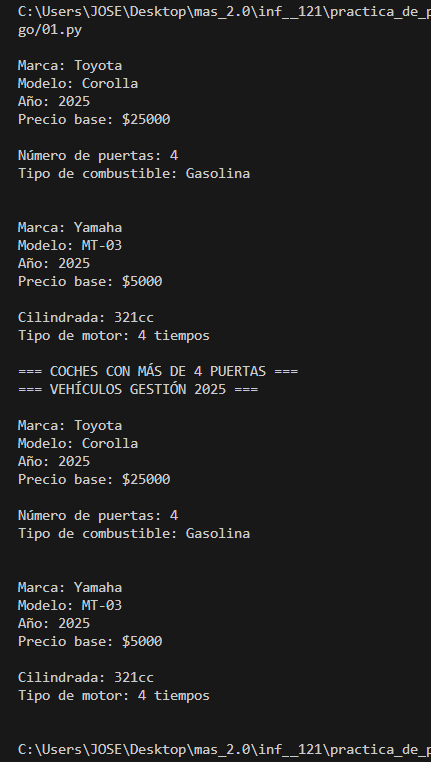 C:\Users\JOSE\Desktop\mas_2.0\inf__121\practica_de_p
go/01.py
Marca: Toyota
Modelo: Corolla
Año: 2025
Precio base: $25000
Número de puertas: 4
Tipo de combustible: Gasolina
Marca: Yamaha
Modelo: MT-03
Año: 2025
Precio base: $5000
Cilindrada: 321cc
Tipo de motor: 4 tiempos
=== COCHES CON MÁS DE 4 PUERTAS ===
=== VEHÍCULOS GESTIÓN 2025 ===
Marca: Toyota
Modelo: Corolla
Año: 2025
Precio base: $25000
Número de puertas: 4
Tipo de combustible: Gasolina
Marca: Yamaha
Modelo: MT-03
Año: 2025
Precio base: $5000
Cilindrada: 321cc
Tipo de motor: 4 tiempos
C:\Users\JOSE\Desktop\mas_2.0\inf__121\practica_de_p